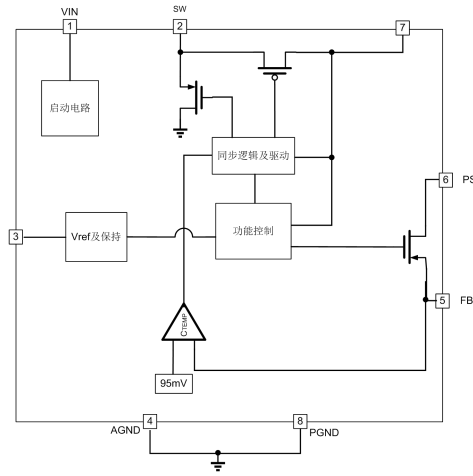 VIN
SW
1
2
7
启动电路
同步逻辑及驱动
6
PS
3
Vref及保持
功能控制
5
FB
CTEMP
95mV
4
8
AGND
PGND